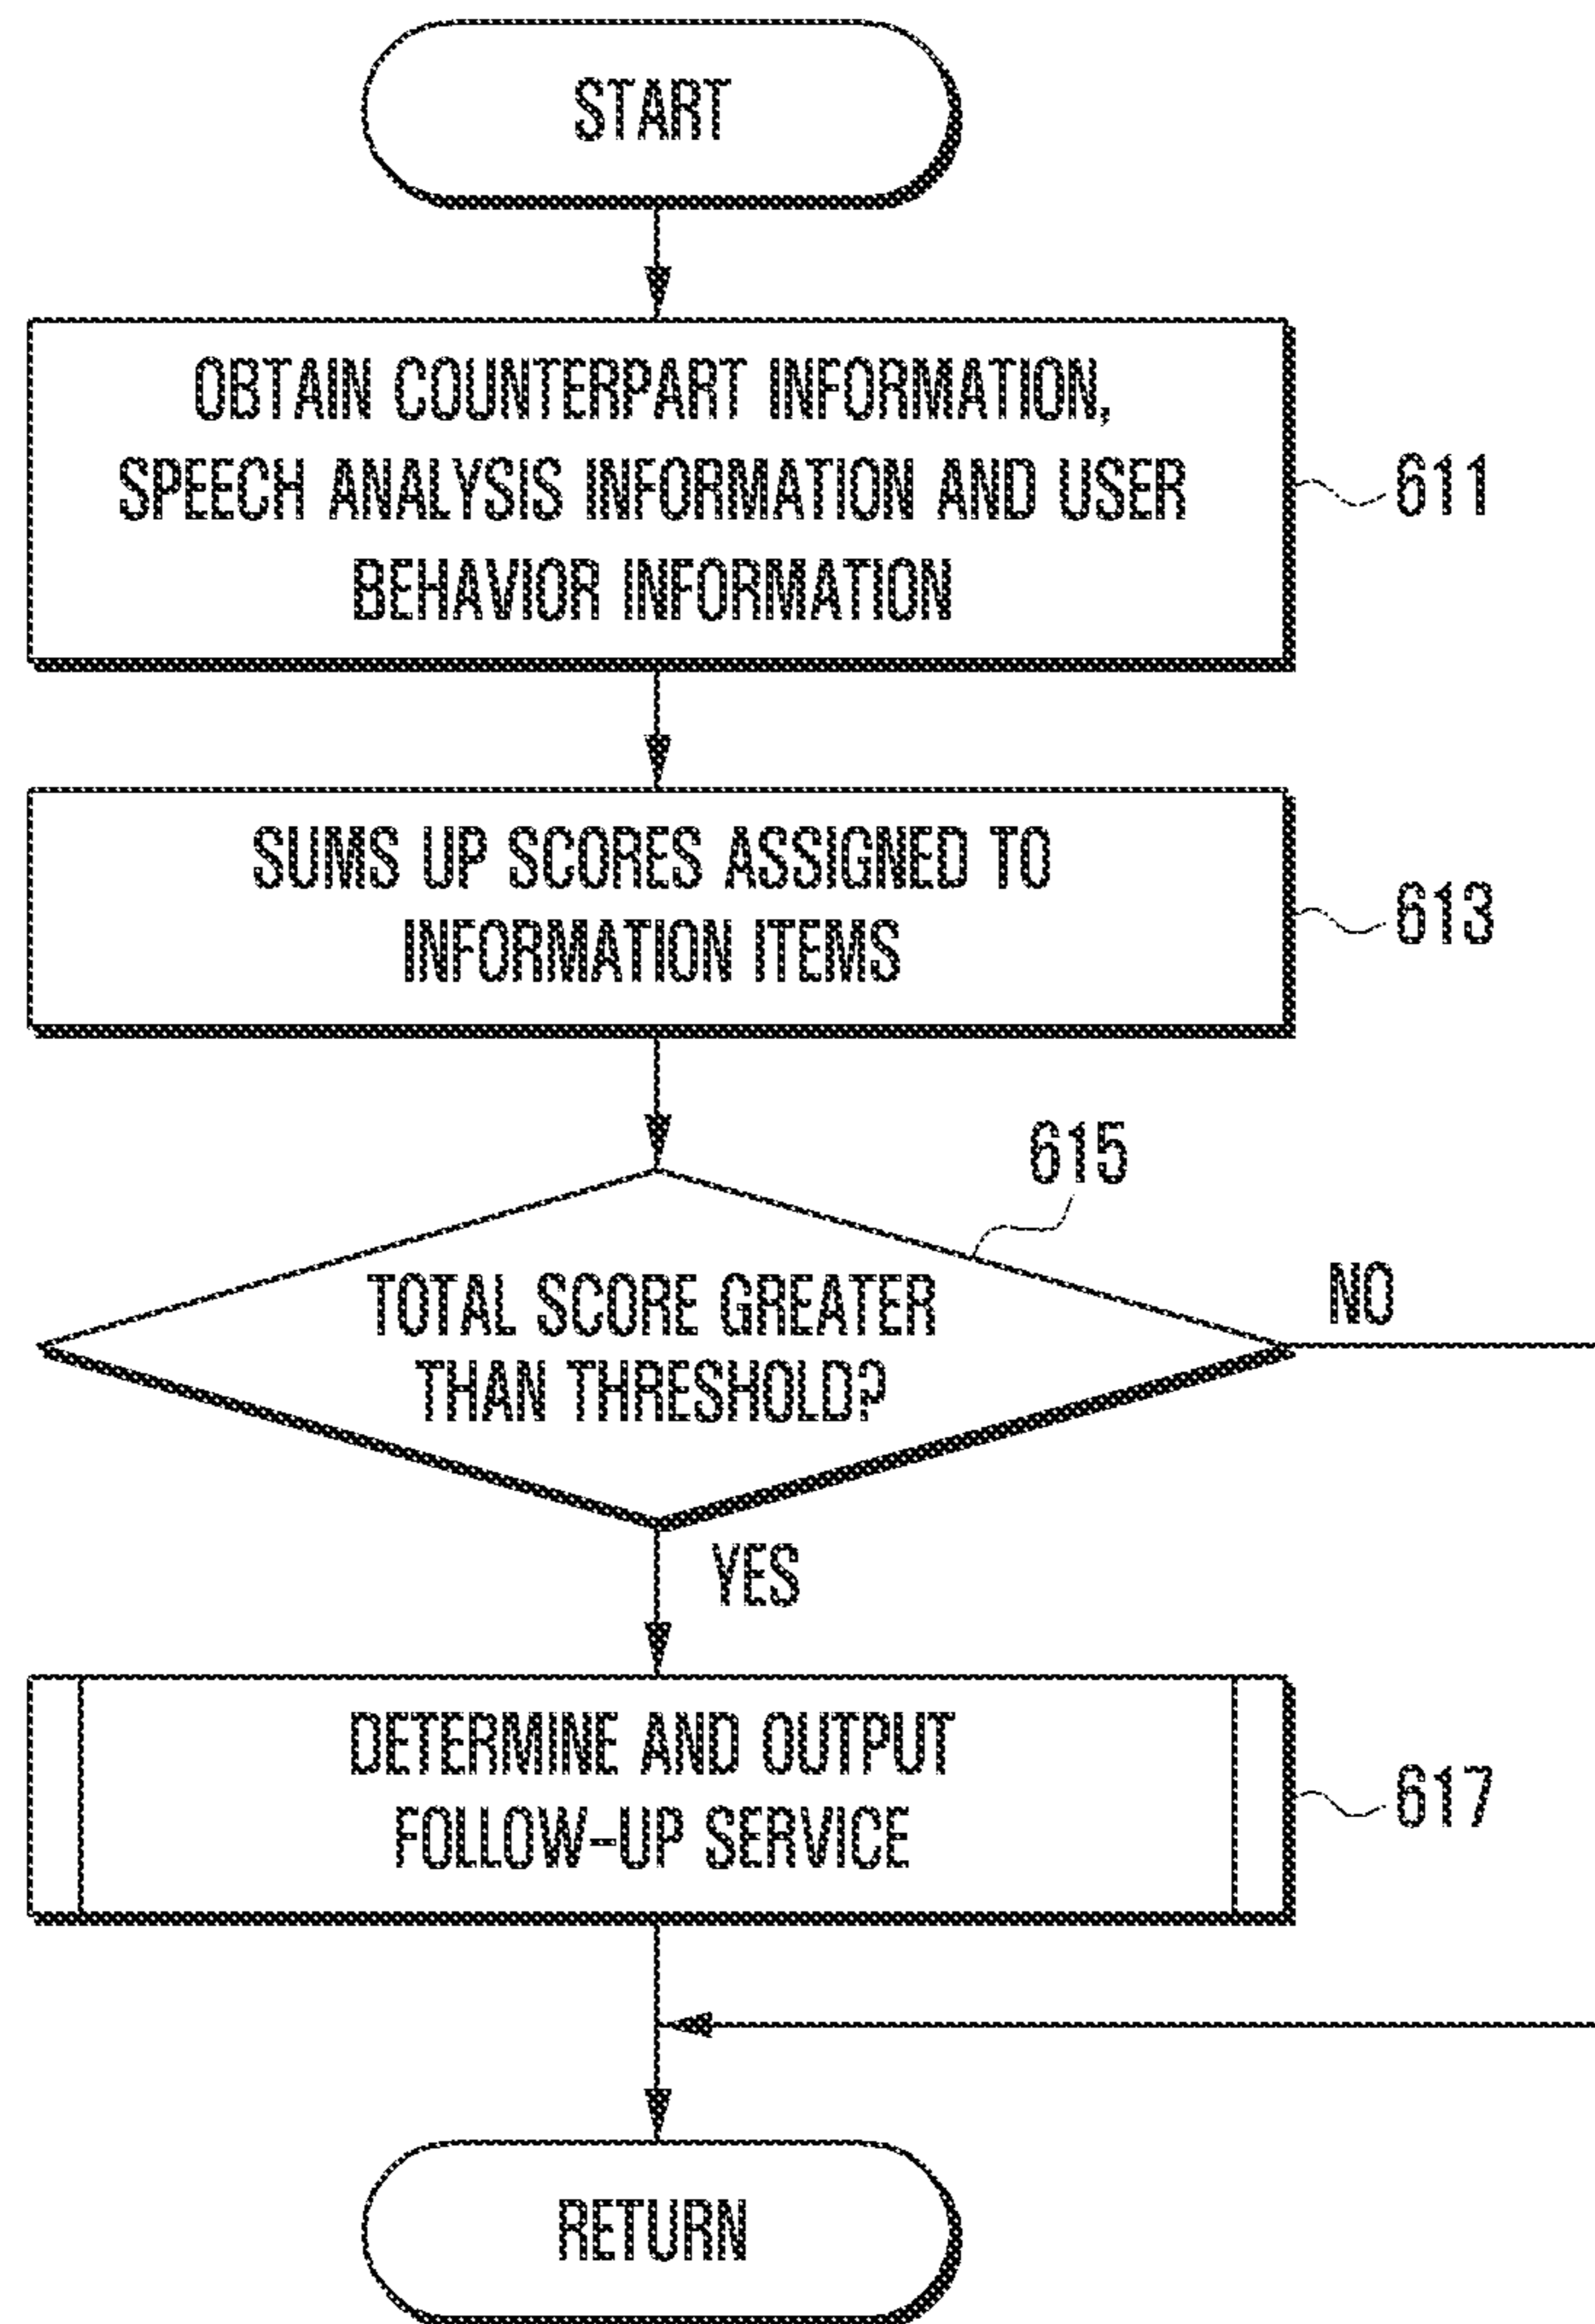 START
OBTAIN COUNTERPART INFORMATION,
SPEECH ANALYSIS INFORMATION AND USER
BEHAVIOR INFORMATION
611
SUMS UP SCORES ASSIGNED TO
INFORMATION ITEMS
613
615
TOTAL SCORE GREATER
THAN THRESHOLD?
NO
YES
DETERMINE AND OUTPUT
FOLLOW-UP SERVICE
617
RETURN